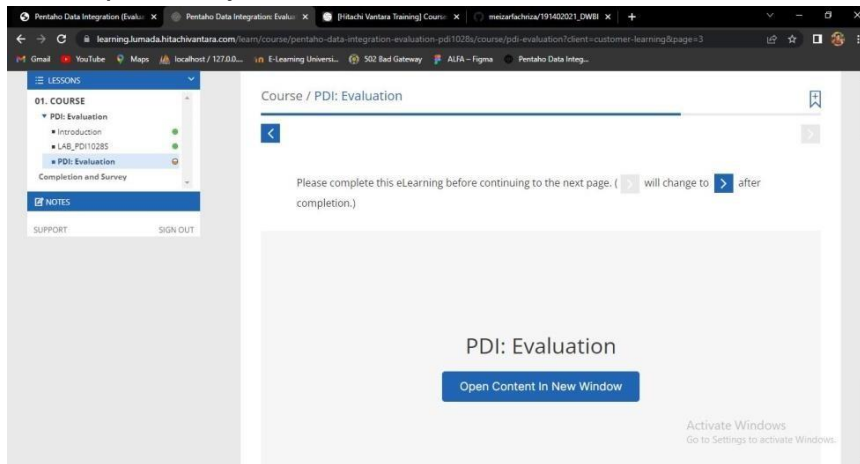 Pentaho Data Integration (Evalu
Pentaho Data Integration: Evalua
[Hitachi Vantara Training] Course
meizarfachriza/191402021_DWBI
learning.lumada.hitachivantara.com/learn/course/pentaho-data-integration-evaluation-pdi1028s/course/pdi-evaluation?client=customer-learning&page=3
Gmail YouTube Maps localhost / 127.0.0.... E-Learning Universi... 502 Bad Gateway ALFA – Figma Pentaho Data Integ...
LESSONS
01. COURSE
PDI: Evaluation
Introduction
LAB_PDI1028S
PDI: Evaluation
Completion and Survey
NOTES
SUPPORT SIGN OUT
Course / PDI: Evaluation
Please complete this eLearning before continuing to the next page. ( > will change to > after
completion.)
PDI: Evaluation
Open Content In New Window
Activate Windows
Go to Settings to activate Windows.